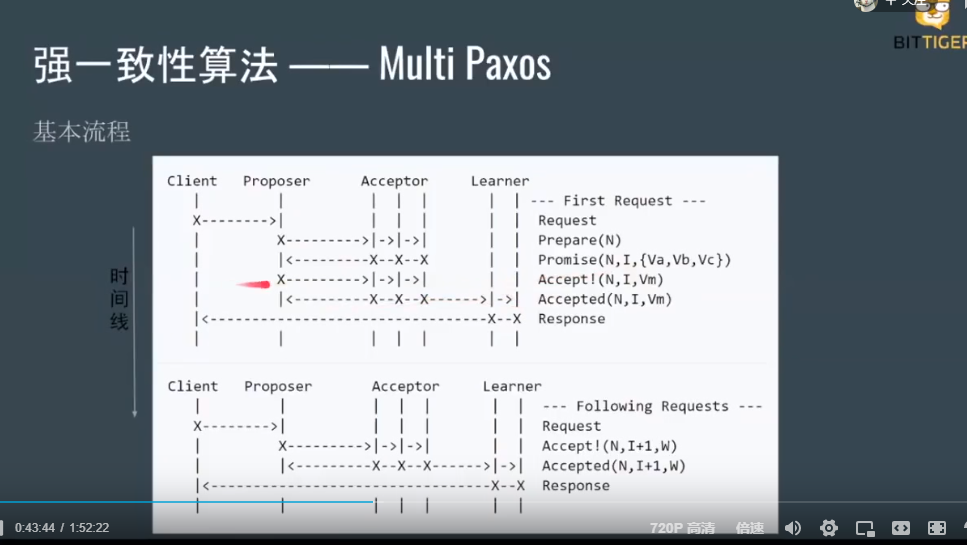 BITTIGER
强一致性算法 —— Multi Paxos
基本流程
时间线
Client Proposer Acceptor Learner
| | | | | | | --- First Request ---
X-------->| | | | | | Request
| X--------->|->|->| | | Prepare(N)
| |<---------X--X--X | | Promise(N,I,{Va,Vb,Vc})
| X--------->|->|->| | | Accept!(N,I,Vm)
| |<---------X--X--X------>|->| Accepted(N,I,Vm)
|<---------------------------------X--X Response
| | | | | | |
Client Proposer Acceptor Learner
| | | | | | | --- Following Requests ---
X-------->| | | | | | Request
| X--------->|->|->| | | Accept!(N,I+1,W)
| |<---------X--X--X------>|->| Accepted(N,I+1,W)
|<---------------------------------X--X Response
| | | | | | |
0:43:44 / 1:52:22
720P 高清 倍速